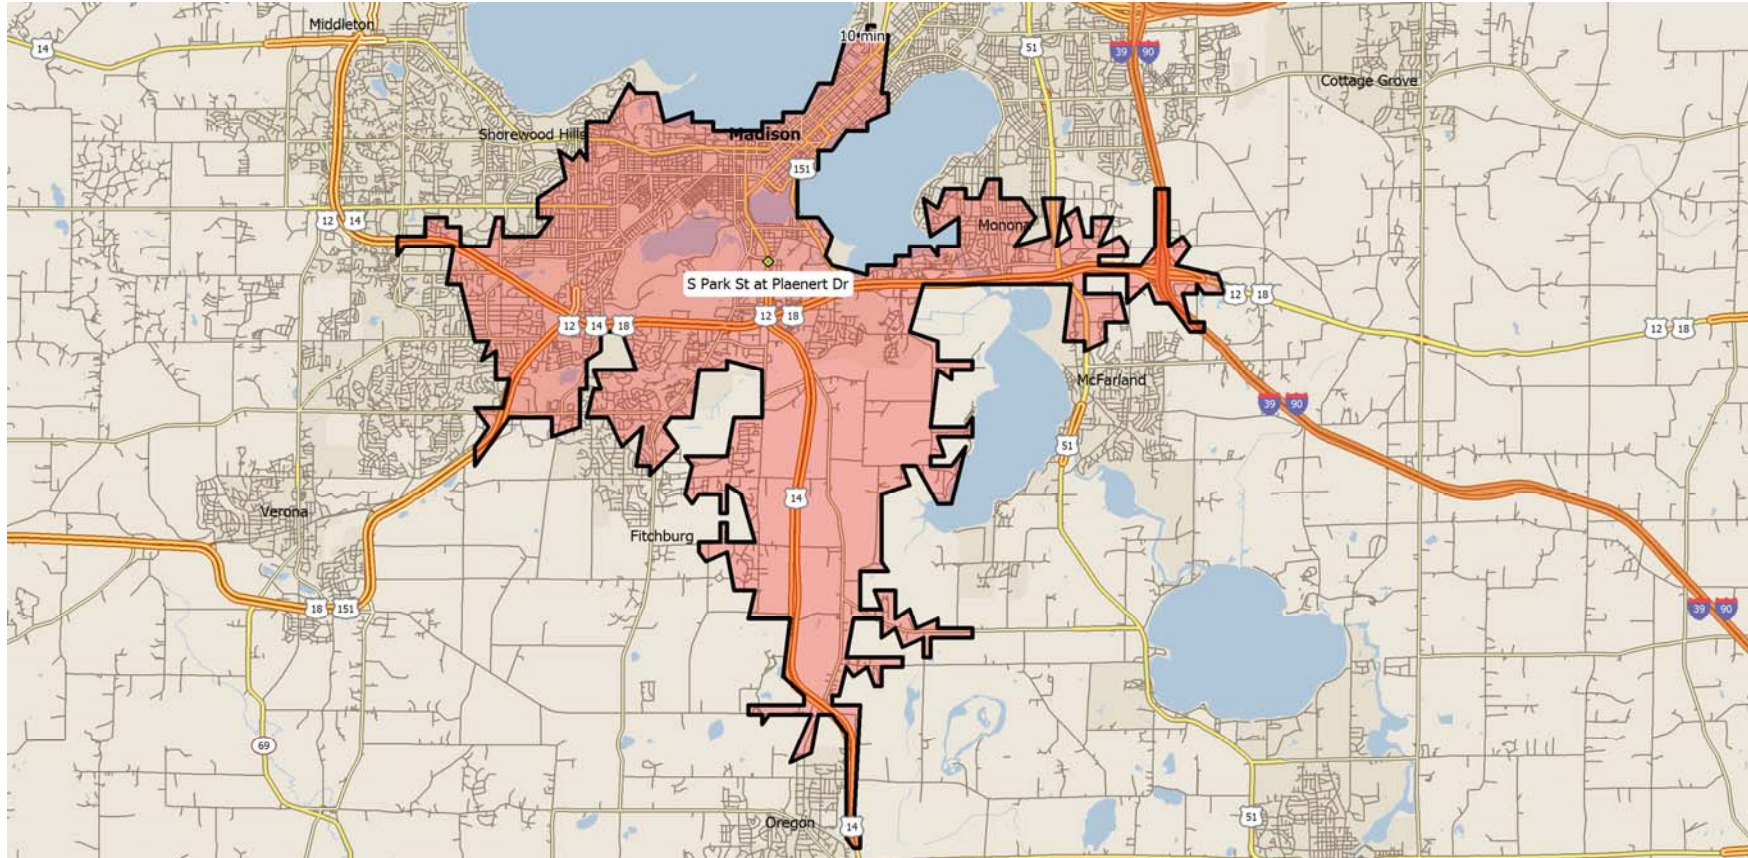 Middleton
10 min
14
51
39 90
Cottage Grove
Shorewood Hills
Madison
151
12 14
Monona
S Park St at Plaenert Dr
12 18
12 14 18
12 18
12 18
McFarland
39 90
51
14
Verona
Fitchburg
18 151
39 90
69
Oregon
14
51